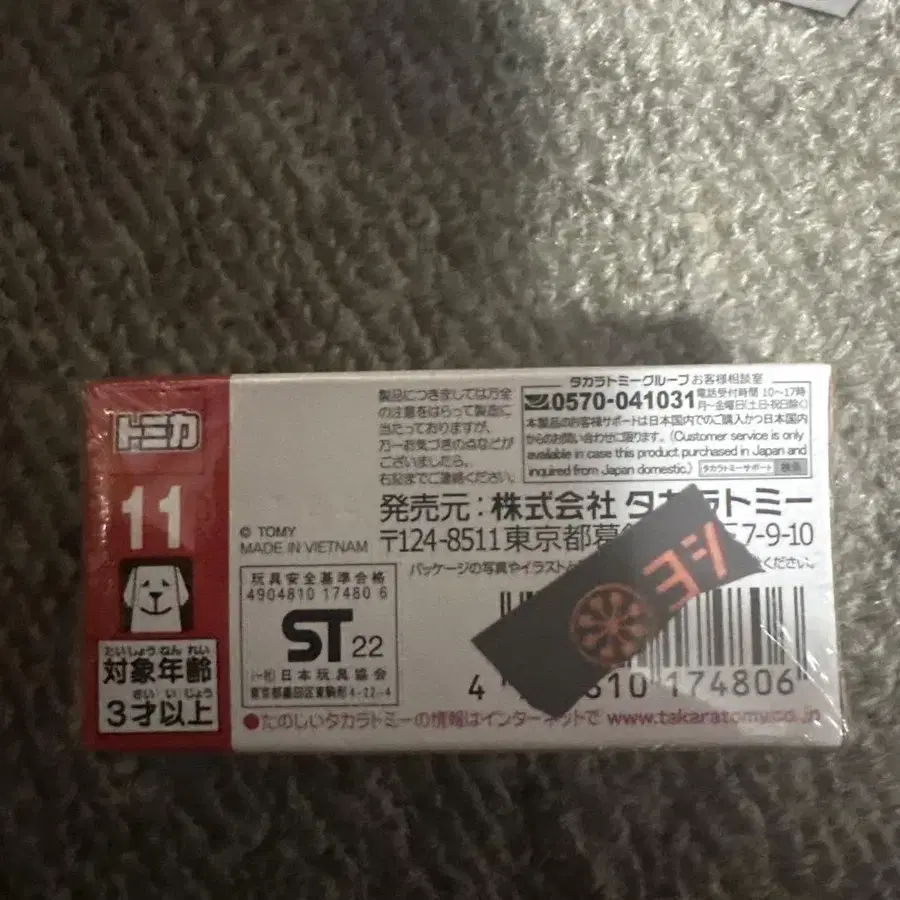 トミカ
11
たいしょうねんれい
対象年齢
さいいじょう
3才以上
© TOMY
MADE IN VIETNAM
玩具安全基準合格
4904810 17480 6
ST 22
(一社)日本玩具協会
東京都墨田区東駒形4-22-4
製品につきましては万全
の注意をはらって製造に
当たっておりますが、
万一お気づきの点などが
ございましたら、
右記までご連絡ください。
タカラトミーグループ お客様相談室
0570-041031 電話受付時間 10~17時
月~金曜日(土・日・祝日除く)
本製品のお客様サポートは日本国内でのご購入かつ日本国内
からのお問い合わせに限ります。(Customer service is only
available in case this product purchased in Japan and
inquired from Japan domestic.) タカラトミーサポート 検索
発売元:株式会社 タカラトミー
〒124-8511 東京都葛 7-9-10
パッケージの写真やイラスト ください。
4 810 174806
●たのしいタカラトミーの情報はインターネットで www.takaratomy.co.jp